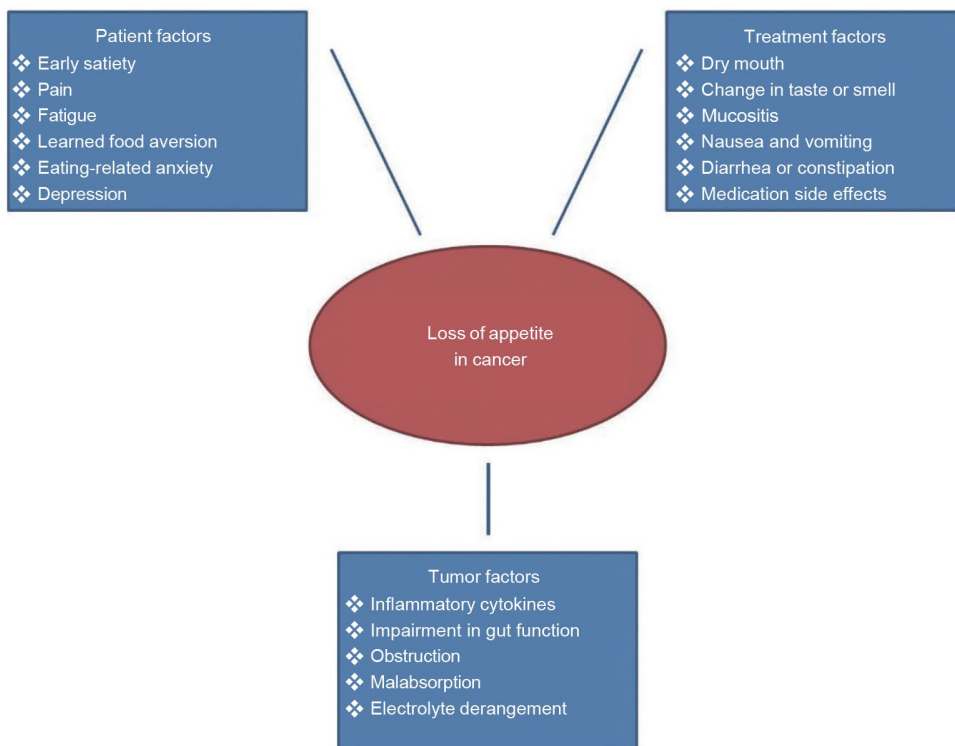 Patient factors
❖ Early satiety
❖ Pain
❖ Fatigue
❖ Learned food aversion
❖ Eating-related anxiety
❖ Depression
Treatment factors
❖ Dry mouth
❖ Change in taste or smell
❖ Mucositis
❖ Nausea and vomiting
❖ Diarrhea or constipation
❖ Medication side effects
Loss of appetite
in cancer
Tumor factors
❖ Inflammatory cytokines
❖ Impairment in gut function
❖ Obstruction
❖ Malabsorption
❖ Electrolyte derangement